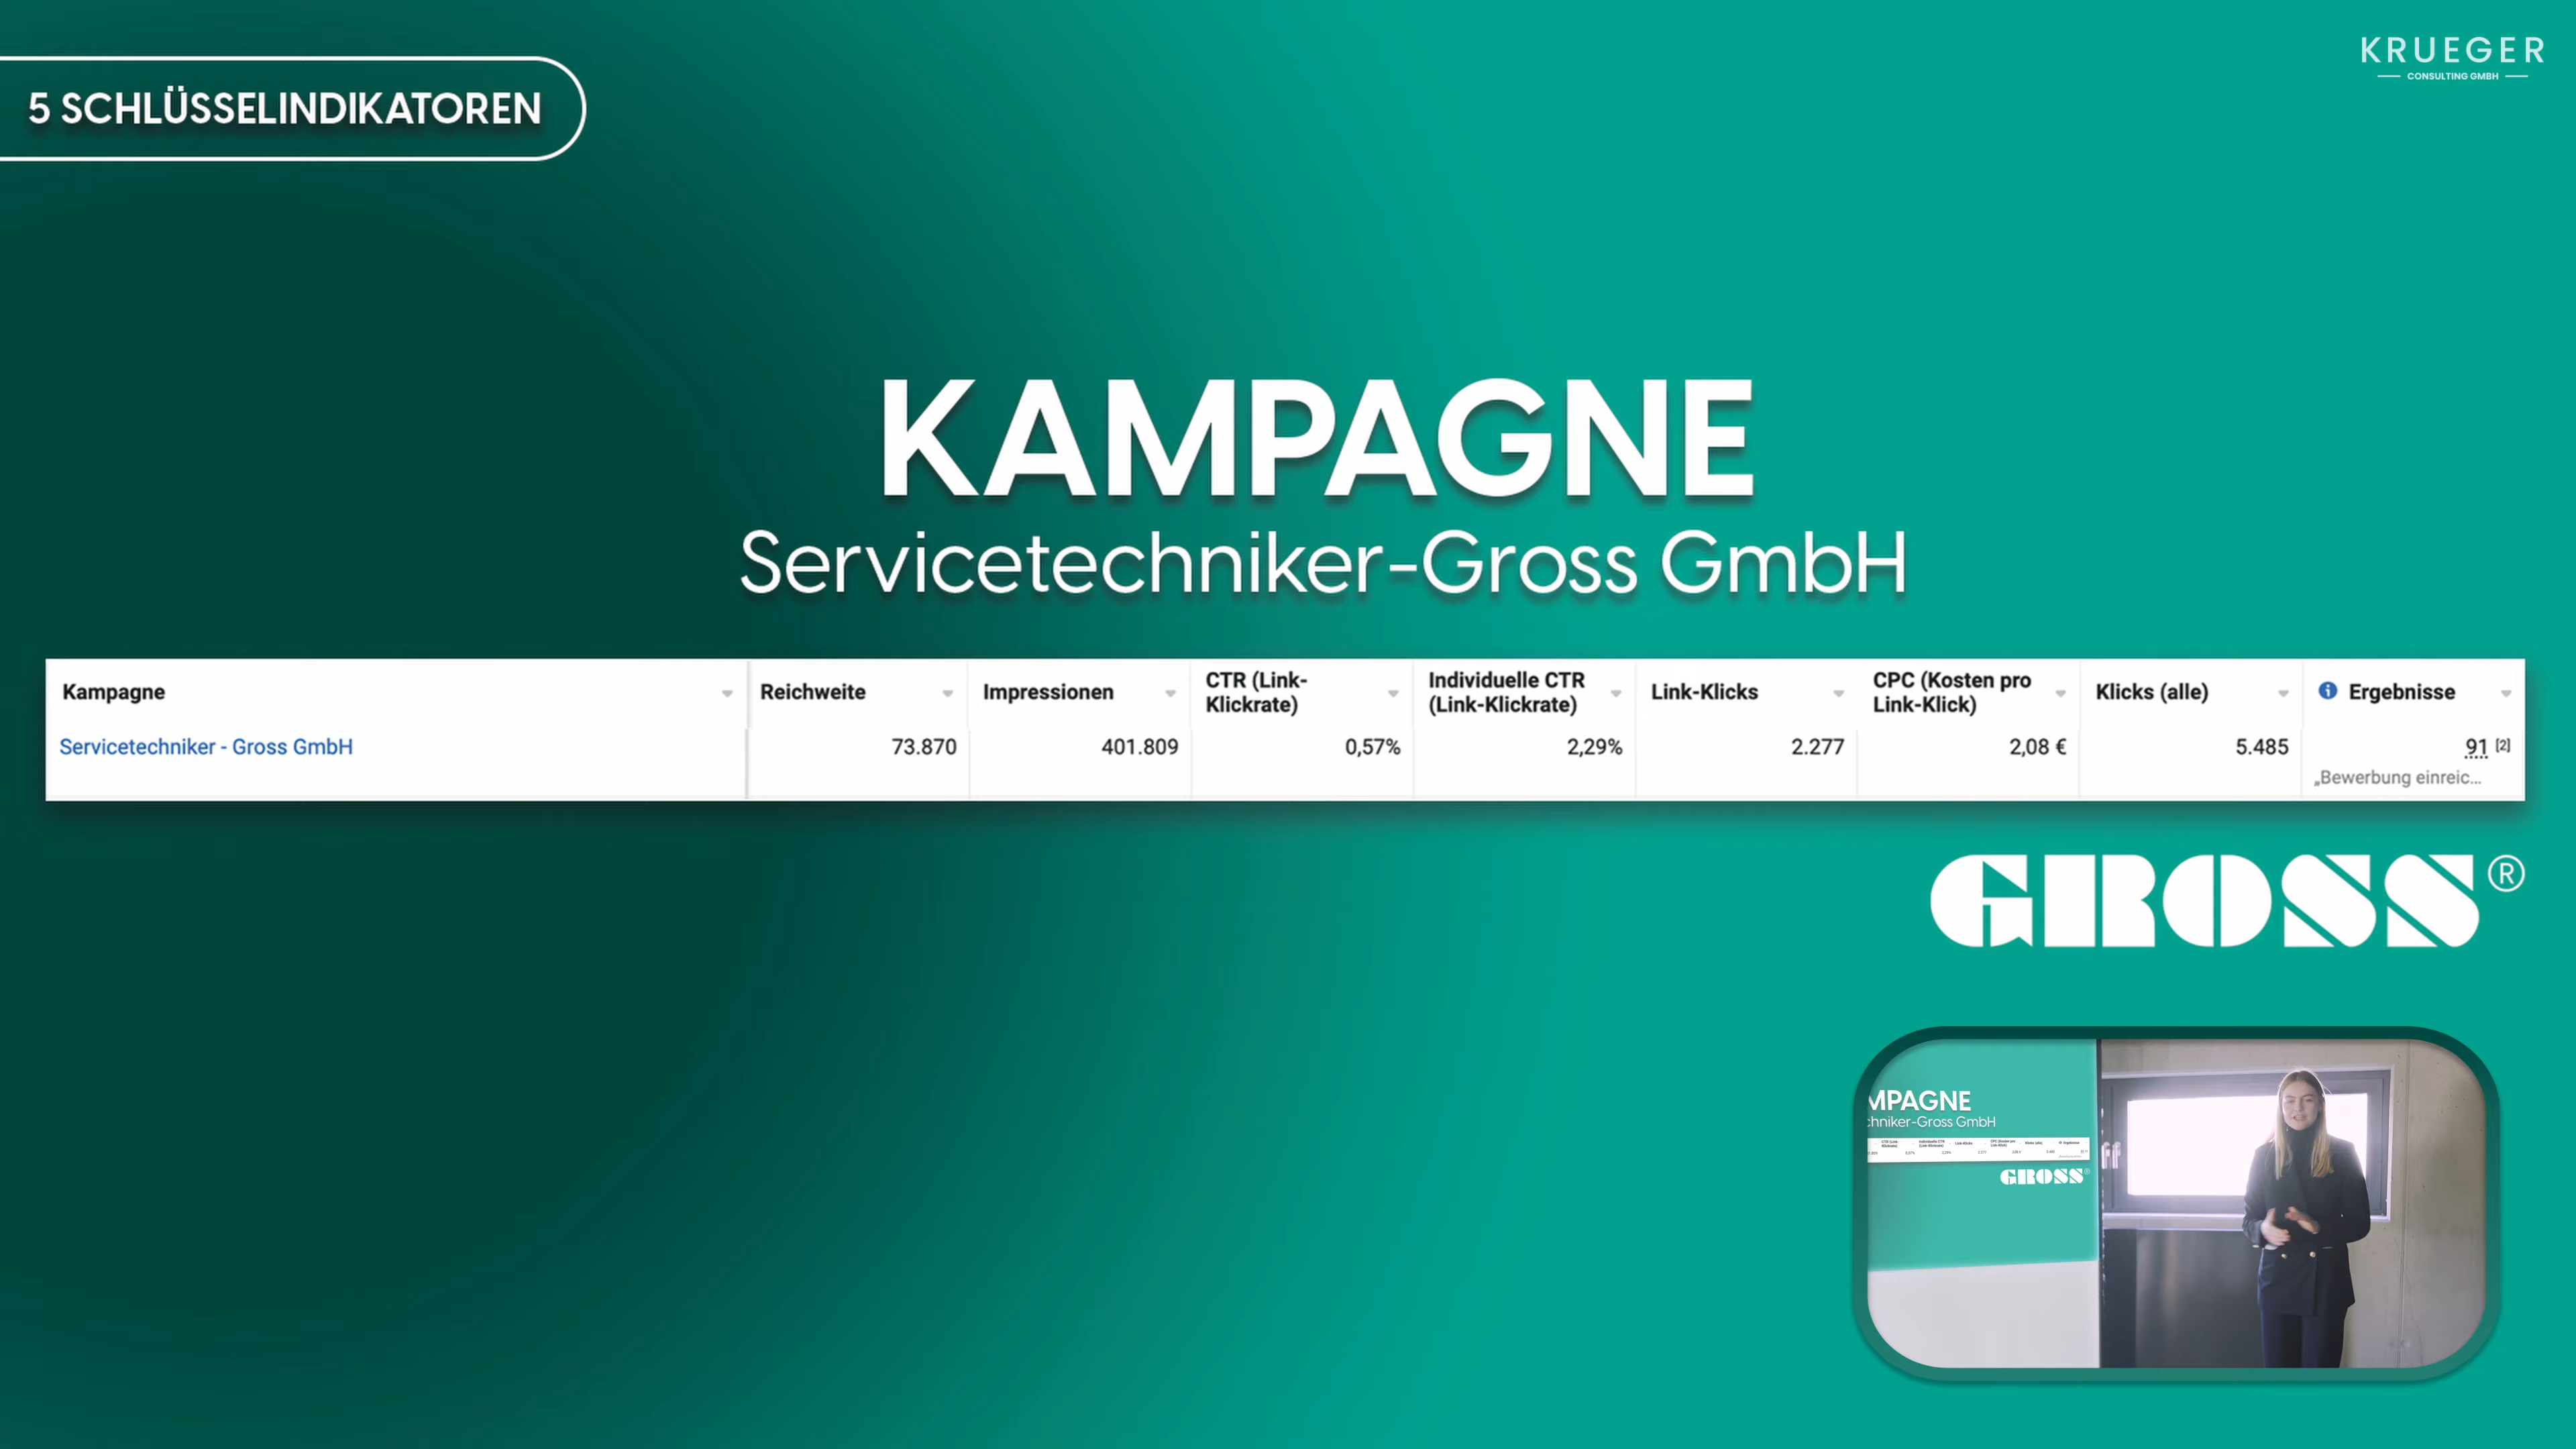 5 SCHLÜSSELINDIKATOREN
KRUEGER
CONSULTING GMBH
KAMPAGNE
Servicetechniker-Gross GmbH
Kampagne Reichweite Impressionen CTR (Link-Klickrate) Individuelle CTR (Link-Klickrate) Link-Klicks CPC (Kosten pro Link-Klick) Klicks (alle) Ergebnisse
Servicetechniker - Gross GmbH 73.870 401.809 0,57% 2,29% 2.277 2,08 € 5.485 91 [2]
„Bewerbung einreic...
GROSS®
MPAGNE
chniker-Gross GmbH
GROSS